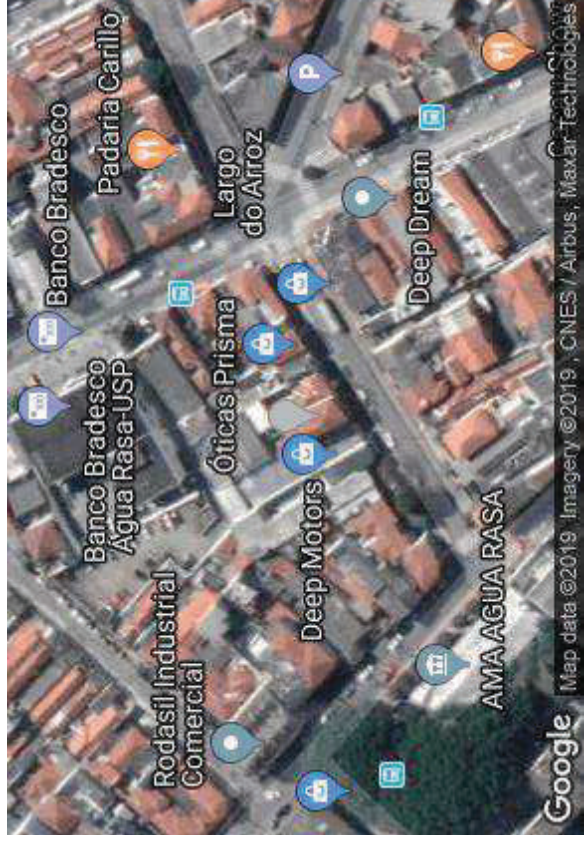 Banco Bradesco
Banco Bradesco
Água Rasa-USP
Padaria Carillo
Rodasil Industrial
Comercial
Óticas Prisma
Largo
do Arroz
P
Deep Motors
Deep Dream
AMA AGUA RASA
Google
Map data ©2019 Imagery ©2019 , CNES / Airbus, Maxar Technologies